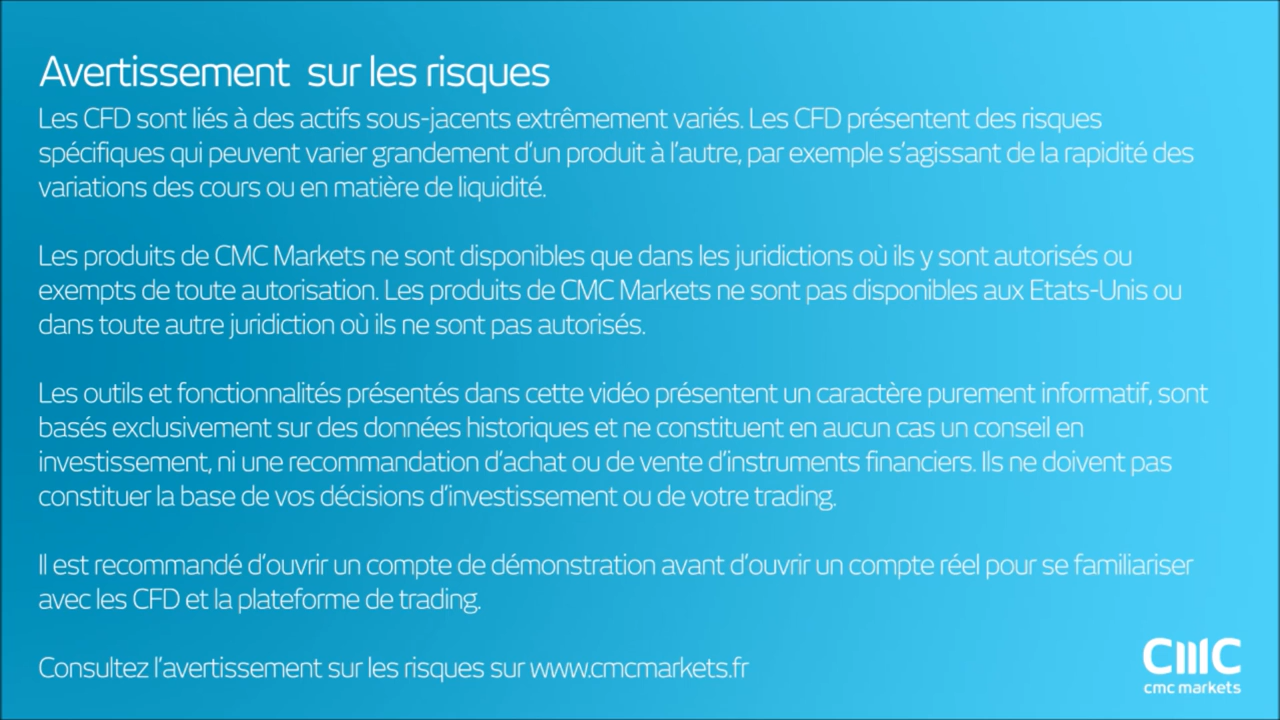 Avertissement sur les risques
Les CFD sont liés à des actifs sous-jacents extrêmement variés. Les CFD présentent des risques
spécifiques qui peuvent varier grandement d'un produit à l'autre, par exemple s'agissant de la rapidité des
variations des cours ou en matière de liquidité.
Les produits de CMC Markets ne sont disponibles que dans les juridictions où ils y sont autorisés ou
exempts de toute autorisation. Les produits de CMC Markets ne sont pas disponibles aux Etats-Unis ou
dans toute autre juridiction où ils ne sont pas autorisés.
Les outils et fonctionnalités présentés dans cette vidéo présentent un caractère purement informatif, sont
basés exclusivement sur des données historiques et ne constituent en aucun cas un conseil en
investissement, ni une recommandation d'achat ou de vente d'instruments financiers. Ils ne doivent pas
constituer la base de vos décisions d'investissement ou de votre trading.
Il est recommandé d'ouvrir un compte de démonstration avant d'ouvrir un compte réel pour se familiariser
avec les CFD et la plateforme de trading.
Consultez l'avertissement sur les risques sur www.cmcmarkets.fr
CMC
cmc markets